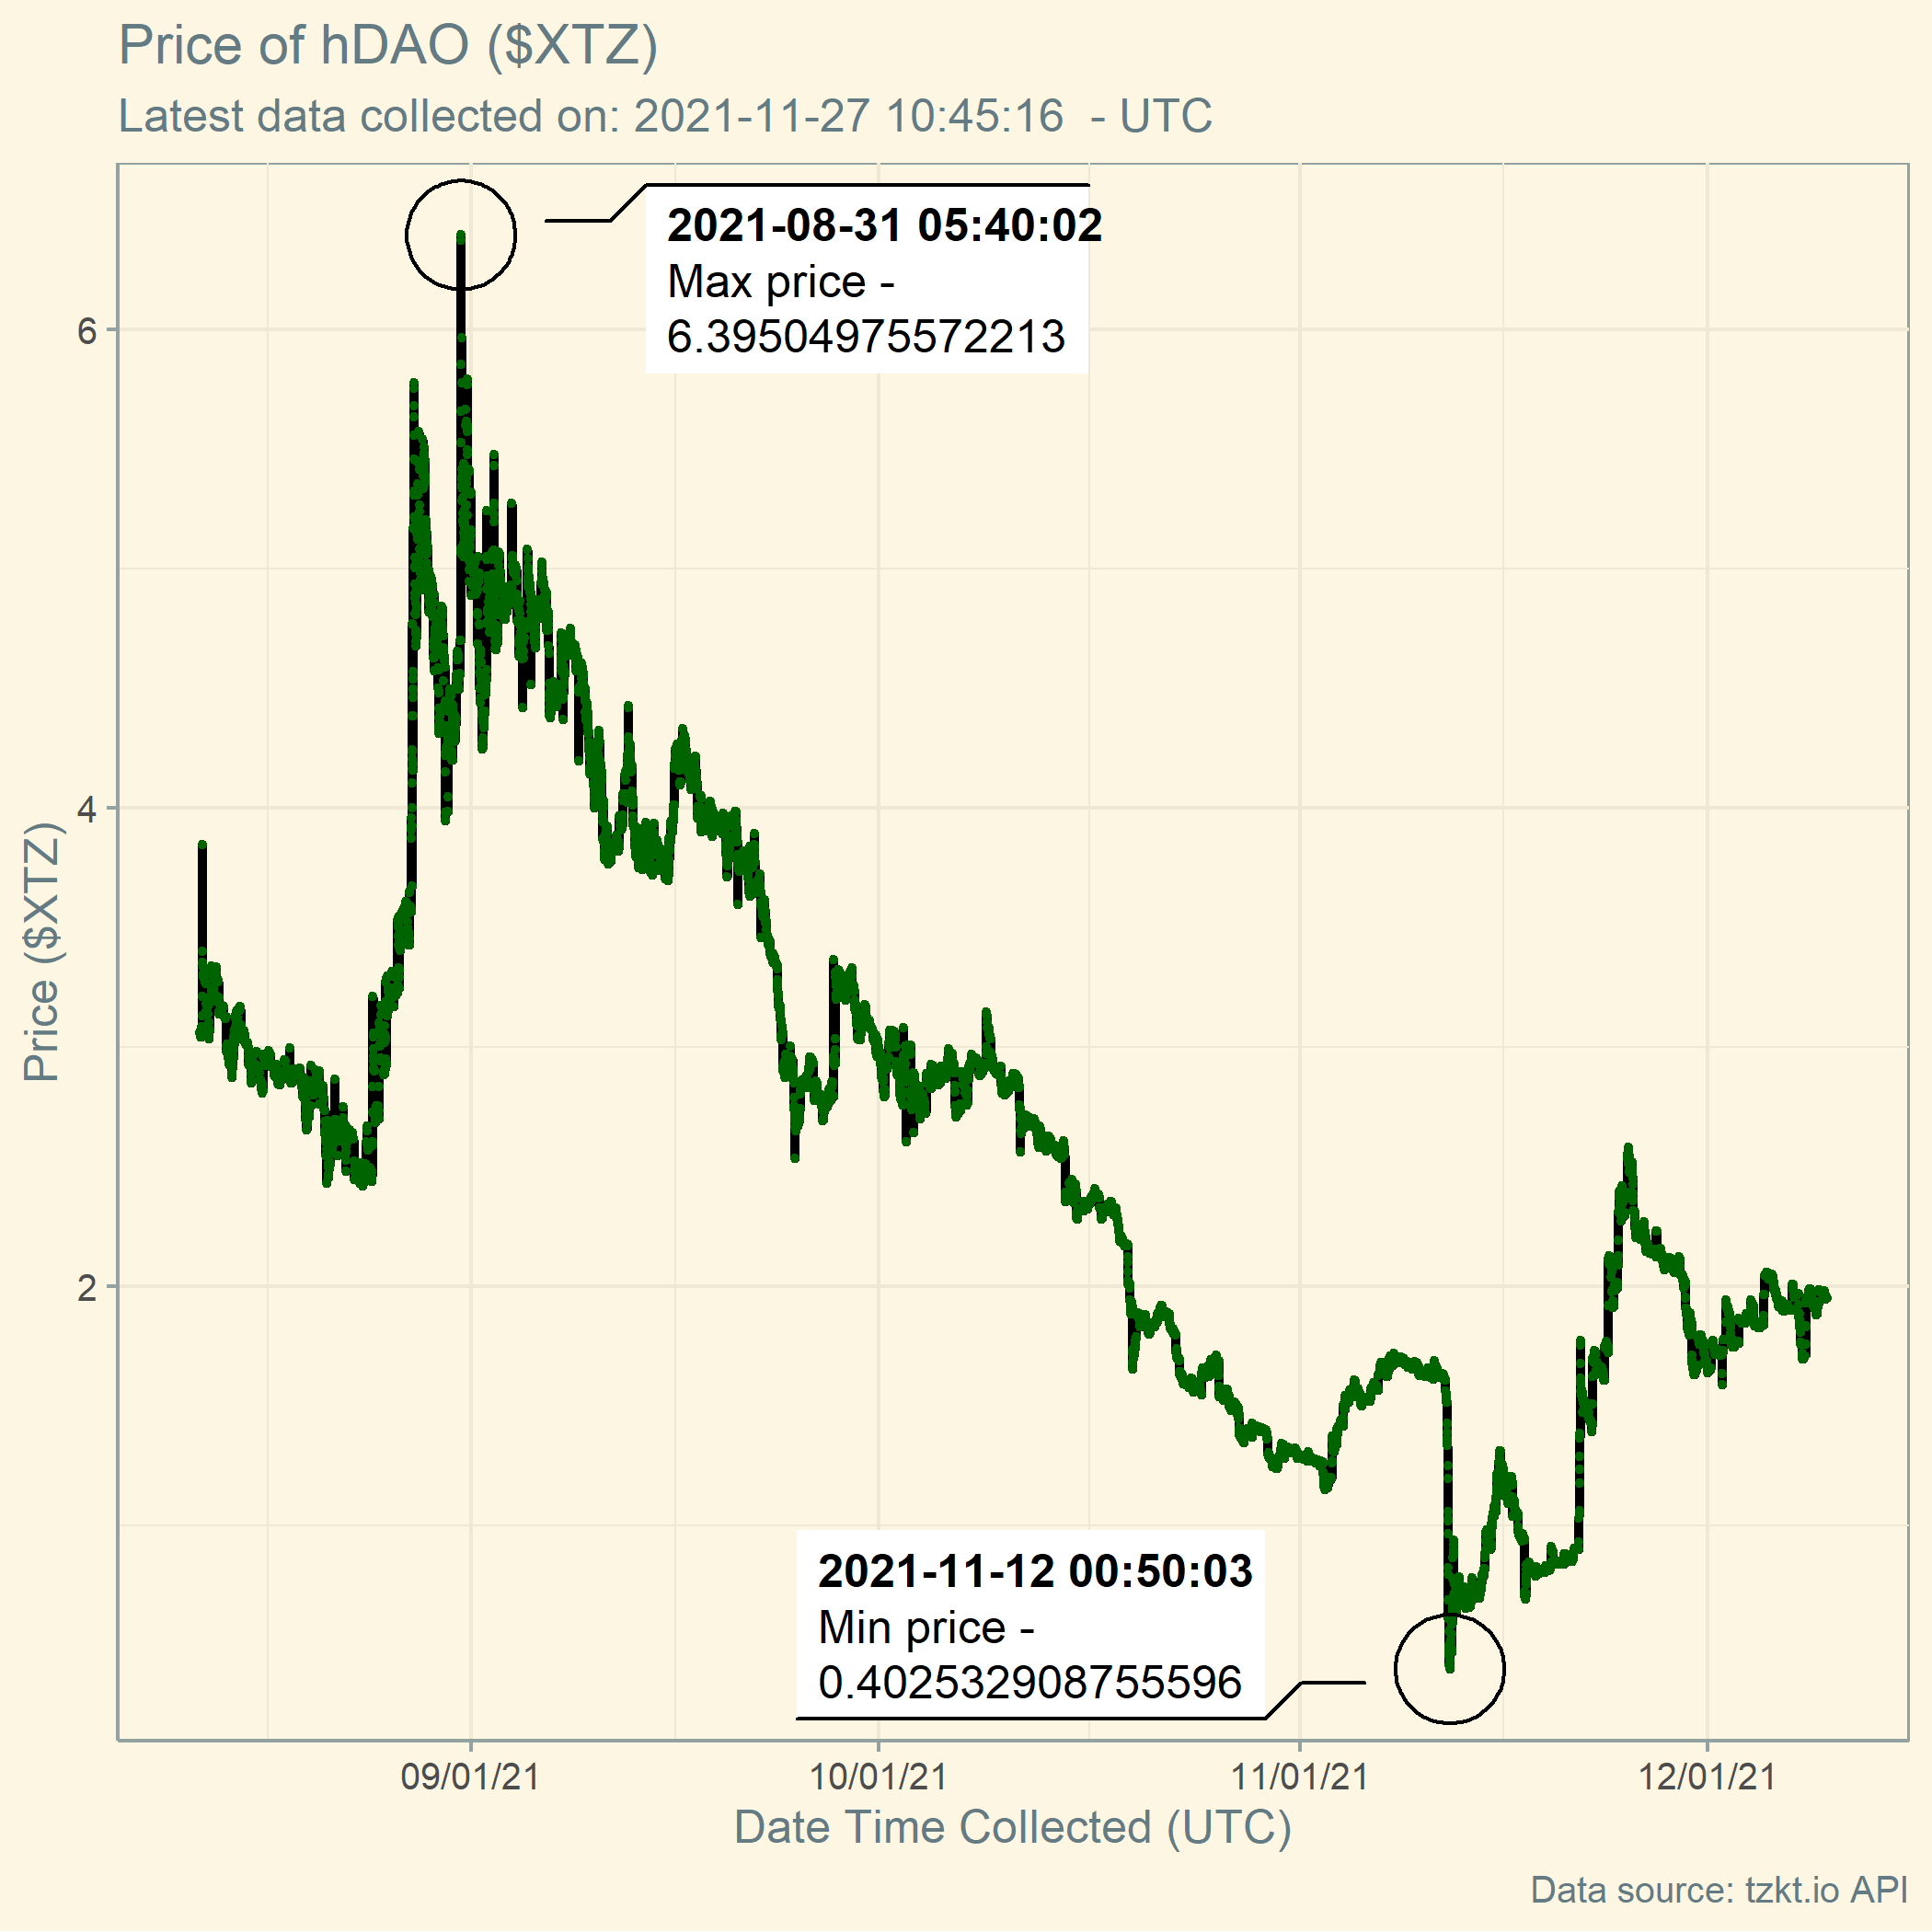 Price of hDAO ($XTZ)
Latest data collected on: 2021-11-27 10:45:16  - UTC
2021-08-31 05:40:02
Max price -
6.39504975572213
6
4
2
Price ($XTZ)
2021-11-12 00:50:03
Min price -
0.402532908755596
09/01/21
10/01/21
11/01/21
12/01/21
Date Time Collected (UTC)
Data source: tzkt.io API